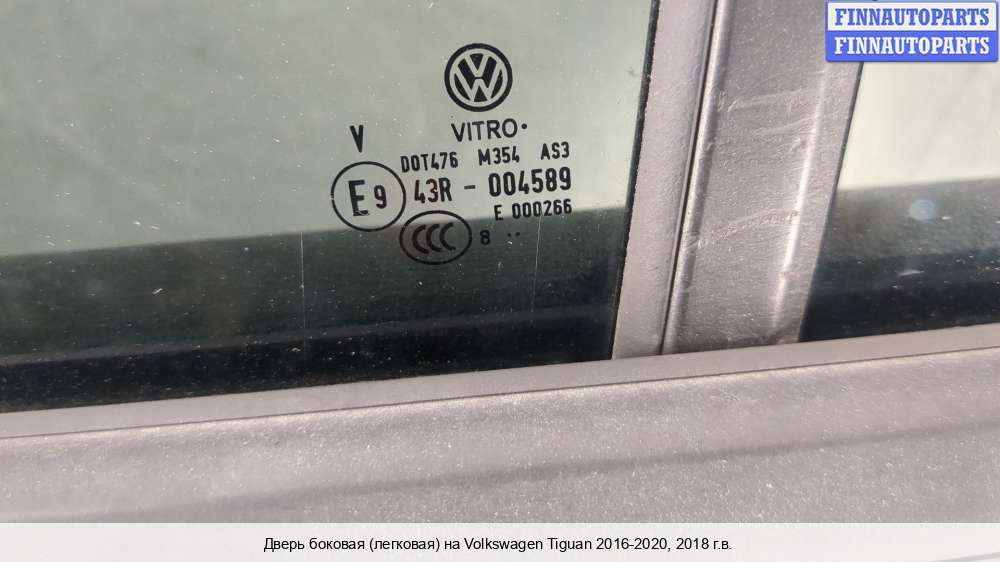 FINNAUTOPARTS
FINNAUTOPARTS
VITRO
V
DOT476 M354 AS3
E9 43R - 004589
E 000266
CCC 8 ··
Дверь боковая (легковая) на Volkswagen Tiguan 2016-2020, 2018 г.в.